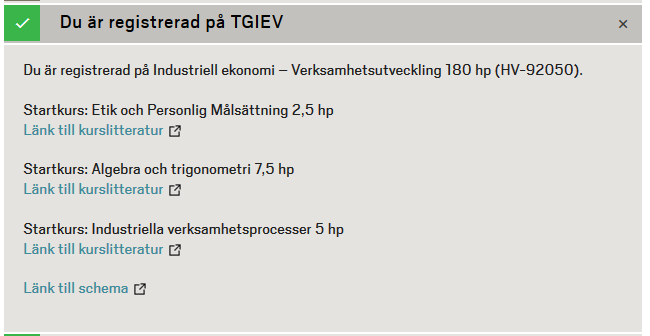 Du är registrerad på TGIEV
Du är registrerad på Industriell ekonomi – Verksamhetsutveckling 180 hp (HV-92050).
Startkurs: Etik och Personlig Målsättning 2,5 hp
Länk till kurslitteratur
Startkurs: Algebra och trigonometri 7,5 hp
Länk till kurslitteratur
Startkurs: Industriella verksamhetsprocesser 5 hp
Länk till kurslitteratur
Länk till schema